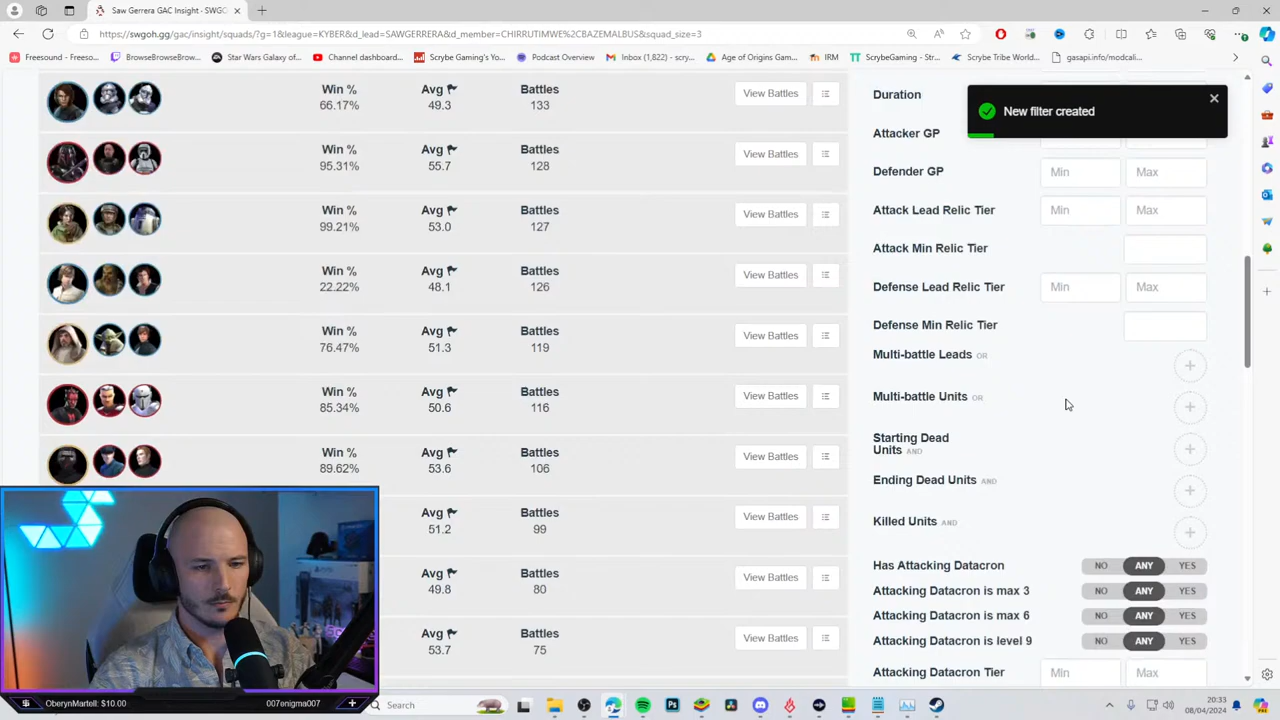 Saw Gerrera GAC Insight - SWGO
https://swgoh.gg/gac/insight/squads/?g=1&league=KYBER&d_lead=SAWGERRERA&d_member=CHIRRUTIMWE%2CBAZEMALBUS&squad_size=3
Freesound - Freeso...
BrowseBrowseBrows...
Star Wars Galaxy of...
Channel dashboard...
Scrybe Gaming's Yo...
Podcast Overview
Inbox (1,822) - scry...
Age of Origins Gam...
IRM
ScrybeGaming - Str...
Scrybe Tribe World...
gasapi.info/modcali...
New filter created
Win % Avg Battles
66.17% 49.3 133
View Battles
Win % Avg Battles
95.31% 55.7 128
View Battles
Win % Avg Battles
99.21% 53.0 127
View Battles
Win % Avg Battles
22.22% 48.1 126
View Battles
Win % Avg Battles
76.47% 51.3 119
View Battles
Win % Avg Battles
85.34% 50.6 116
View Battles
Win % Avg Battles
89.62% 53.6 106
View Battles
Avg Battles
51.2 99
View Battles
Avg Battles
49.8 80
View Battles
Avg Battles
53.7 75
View Battles
Duration
Attacker GP
Defender GP Min Max
Attack Lead Relic Tier Min Max
Attack Min Relic Tier
Defense Lead Relic Tier Min Max
Defense Min Relic Tier
Multi-battle Leads OR
Multi-battle Units OR
Starting Dead
Units AND
Ending Dead Units AND
Killed Units AND
Has Attacking Datacron NO ANY YES
Attacking Datacron is max 3 NO ANY YES
Attacking Datacron is max 6 NO ANY YES
Attacking Datacron is level 9 NO ANY YES
Attacking Datacron Tier Min Max
OberynMartell: $10.00
007enigma007
Search
20:33
08/04/2024